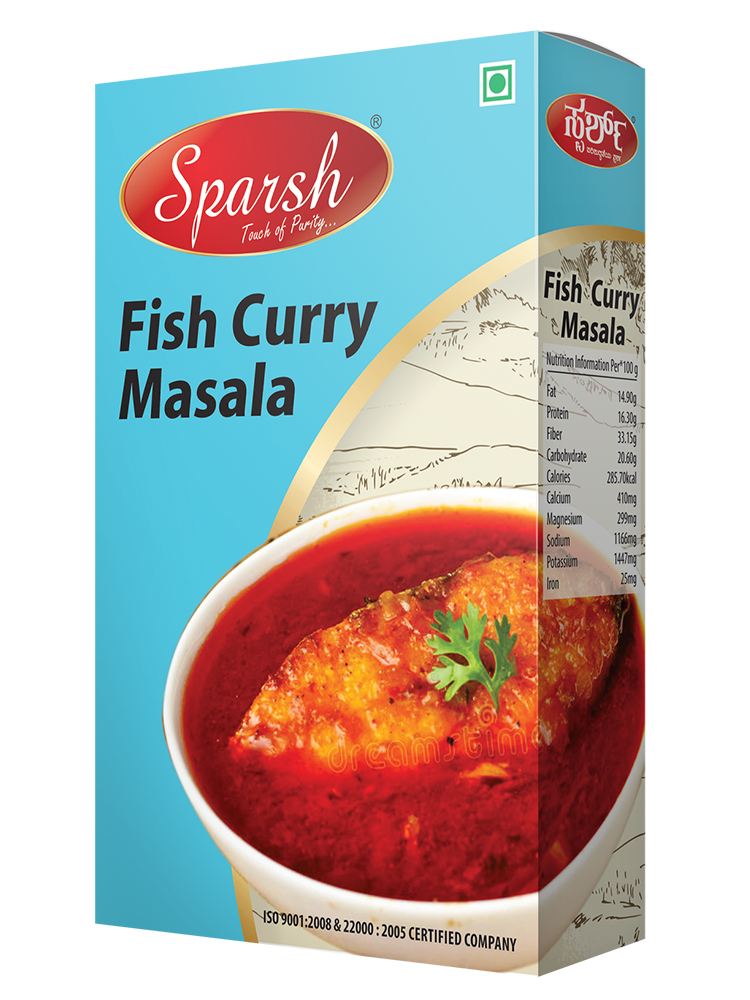 Sparsh
®
Touch of Purity...
Fish Curry
Masala
dreamstime
ISO 9001:2008 & 22000 : 2005 CERTIFIED COMPANY
ಸ್ಪರ್ಶ್
®
Fish Curry
Masala
Nutrition Information Per*100 g
Fat 14.90g
Protein 16.30g
Fiber 33.15g
Carbohydrate 20.60g
Calories 285.70kcal
Calcium 410mg
Magnesium 299mg
Sodium 1166mg
Potassium 1447mg
Iron 25mg